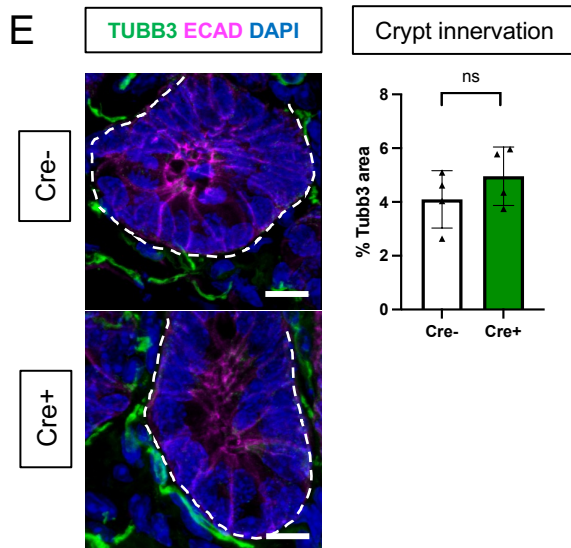 E
TUBB3 ECAD DAPI
Cre-
Cre+
Crypt innervation
ns
% Tubb3 area
8
6
4
2
0
Cre-
Cre+